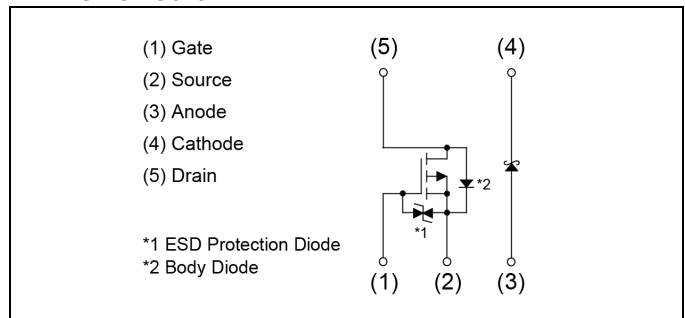 (1) Gate
(2) Source
(3) Anode
(4) Cathode
(5) Drain
*1 ESD Protection Diode
*2 Body Diode
(5) (4)
*2
*1
(1) (2) (3)